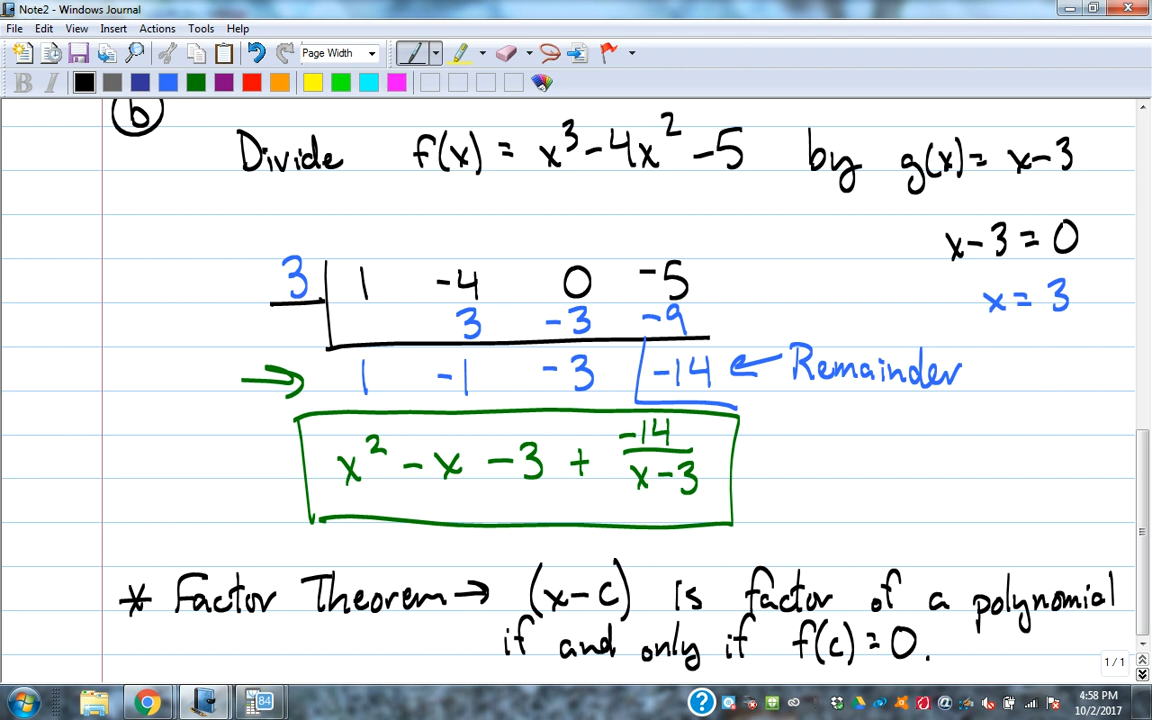 Note2 - Windows Journal
File Edit View Insert Actions Tools Help
Page Width
B I
b
Divide f(x) = x³ - 4x² - 5 by g(x) = x - 3
x - 3 = 0
x = 3
3 | 1 -4 0 -5
3 -3 -9
→ 1 -1 -3 -14 ← Remainder
x² - x - 3 + -14/x-3
* Factor Theorem → (x-c) is factor of a polynomial
if and only if f(c) = 0.
1 / 1
84
4:58 PM
10/2/2017